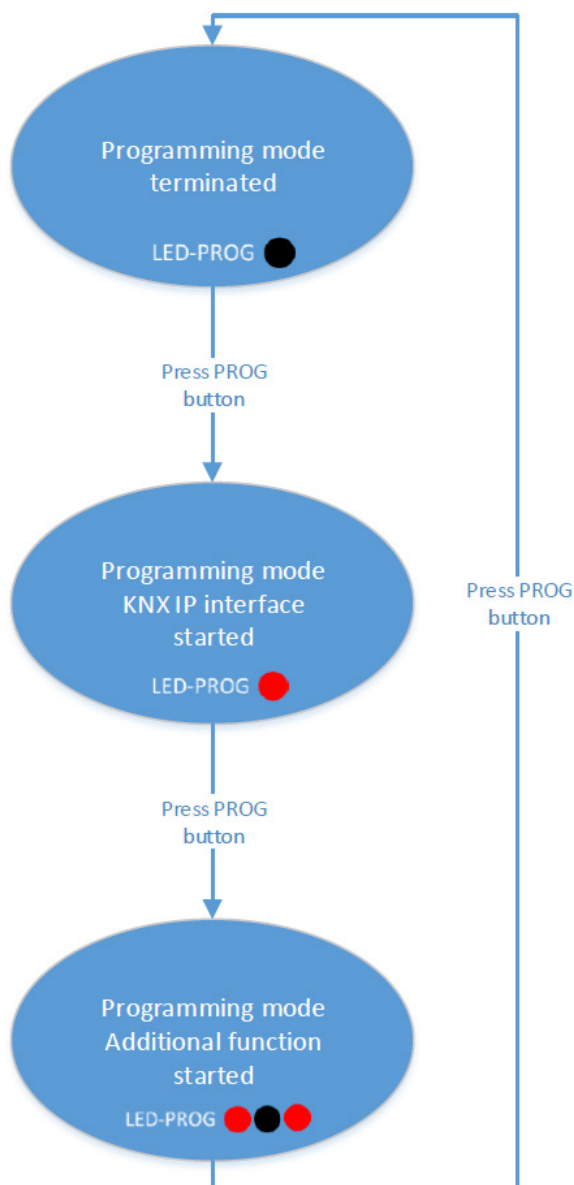 Programming mode
terminated
LED-PROG
Press PROG
button
Programming mode
KNX IP interface
started
LED-PROG
Press PROG
button
Press PROG
button
Programming mode
Additional function
started
LED-PROG